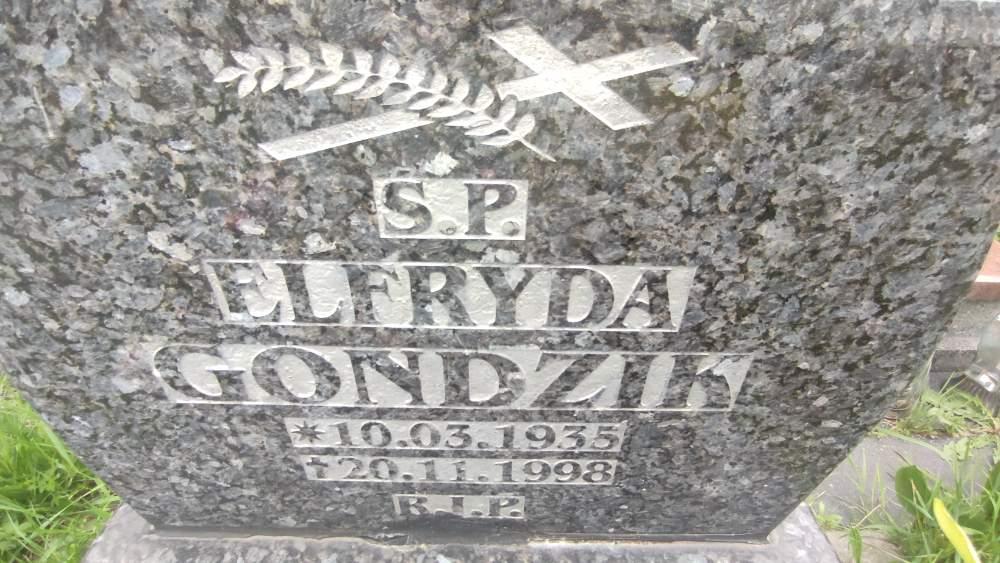 S.P.
ELFRYDA
GONDZIK
* 10.03.1935
† 20.11.1998
R.I.P.